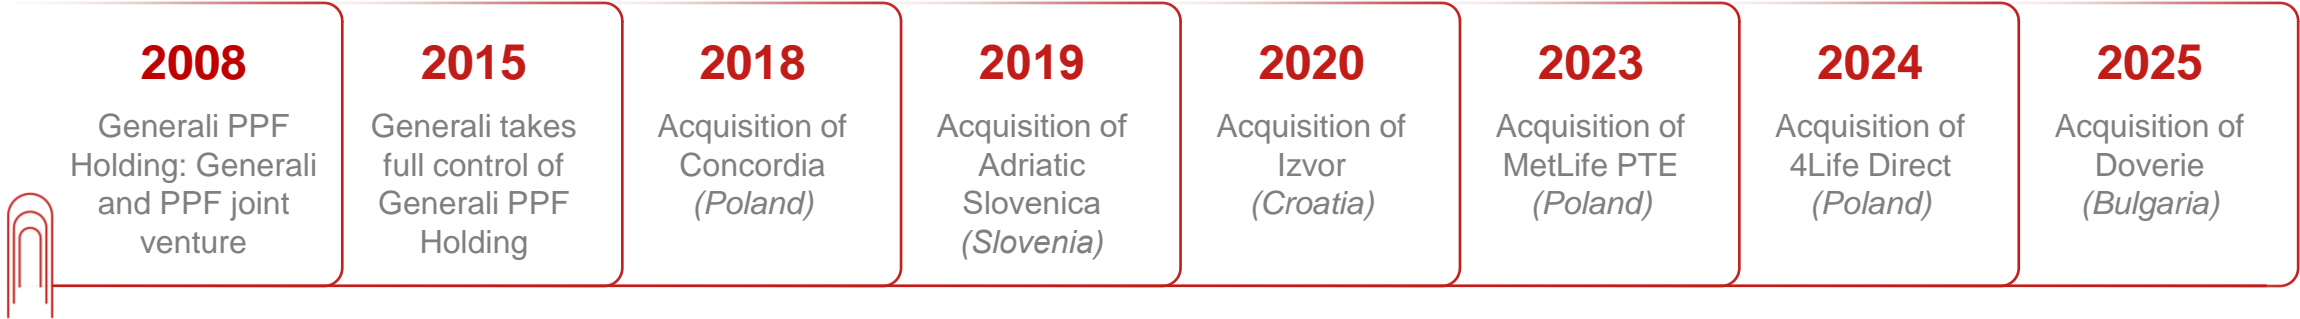 2008
Generali PPF
Holding: Generali
and PPF joint
venture
2015
Generali takes
full control of
Generali PPF
Holding
2018
Acquisition of
Concordia
(Poland)
2019
Acquisition of
Adriatic
Slovenica
(Slovenia)
2020
Acquisition of
Izvor
(Croatia)
2023
Acquisition of
MetLife PTE
(Poland)
2024
Acquisition of
4Life Direct
(Poland)
2025
Acquisition of
Doverie
(Bulgaria)